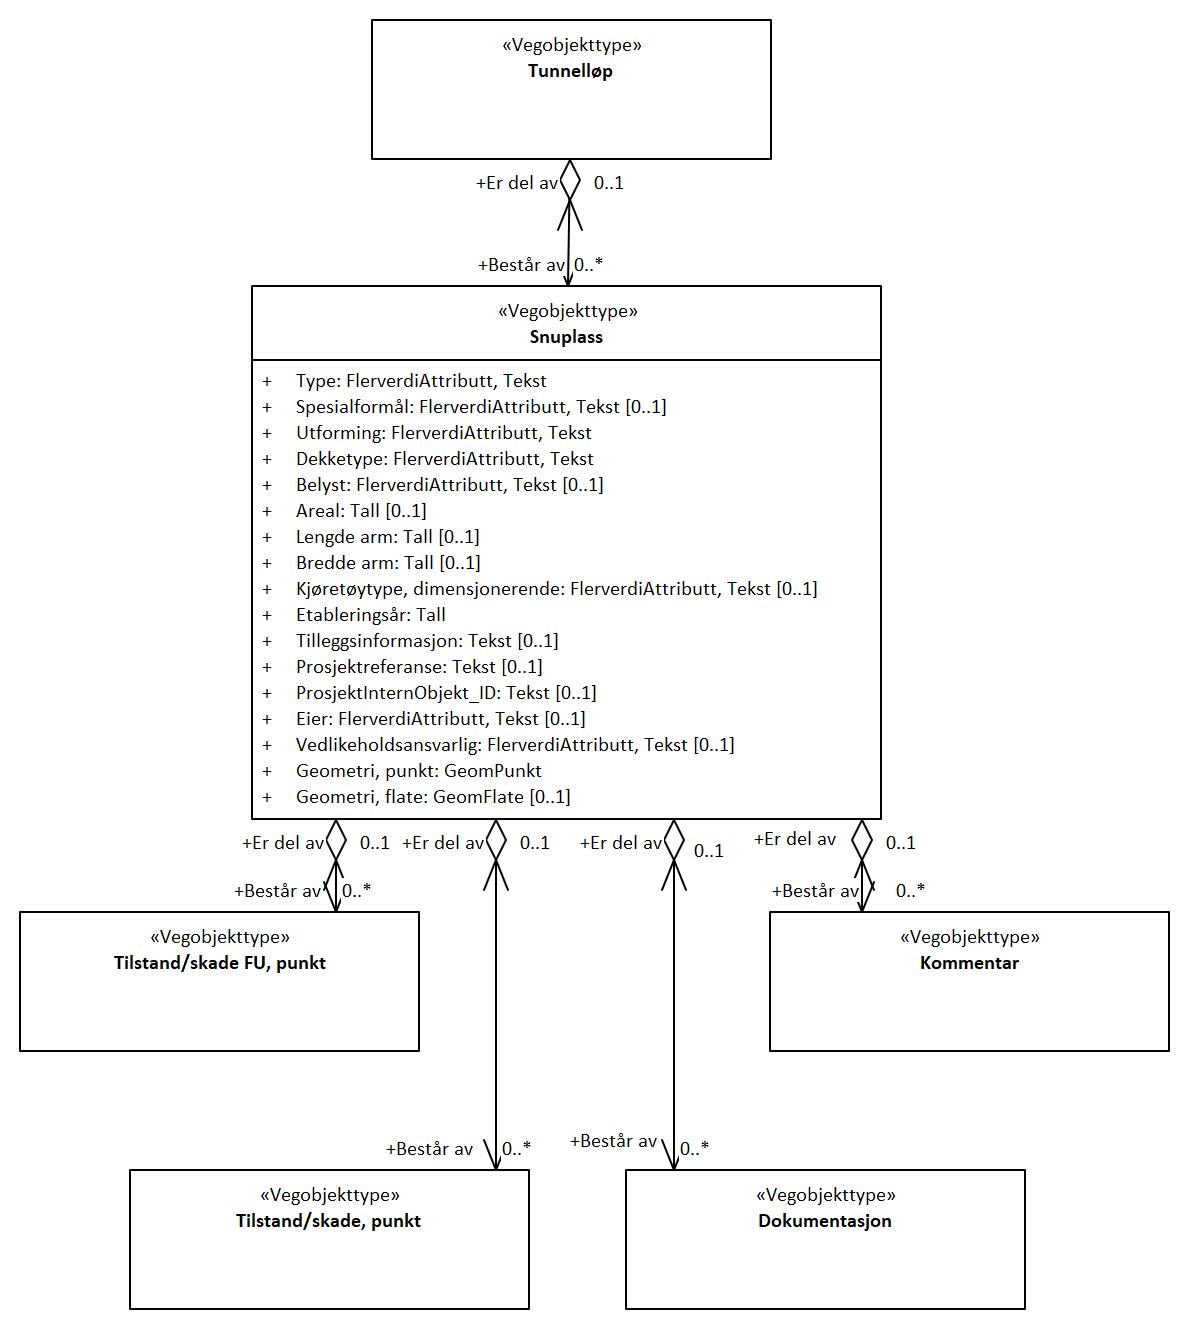 «Vegobjekttype»
Tunnelløp
+Er del av 0..1
+Består av 0..*
«Vegobjekttype»
Snuplass
+ Type: FlerverdiAttributt, Tekst
+ Spesialformål: FlerverdiAttributt, Tekst [0..1]
+ Utforming: FlerverdiAttributt, Tekst
+ Dekketype: FlerverdiAttributt, Tekst
+ Belyst: FlerverdiAttributt, Tekst [0..1]
+ Areal: Tall [0..1]
+ Lengde arm: Tall [0..1]
+ Bredde arm: Tall [0..1]
+ Kjøretøytype, dimensjonerende: FlerverdiAttributt, Tekst [0..1]
+ Etableringsår: Tall
+ Tilleggsinformasjon: Tekst [0..1]
+ Prosjektreferanse: Tekst [0..1]
+ ProsjektInternObjekt_ID: Tekst [0..1]
+ Eier: FlerverdiAttributt, Tekst [0..1]
+ Vedlikeholdsansvarlig: FlerverdiAttributt, Tekst [0..1]
+ Geometri, punkt: GeomPunkt
+ Geometri, flate: GeomFlate [0..1]
+Er del av 0..1 +Er del av 0..1 +Er del av 0..1 +Er del av 0..1
+Består av 0..* +Består av 0..*
«Vegobjekttype»
Tilstand/skade FU, punkt
«Vegobjekttype»
Kommentar
+Består av 0..* +Består av 0..*
«Vegobjekttype»
Tilstand/skade, punkt
«Vegobjekttype»
Dokumentasjon